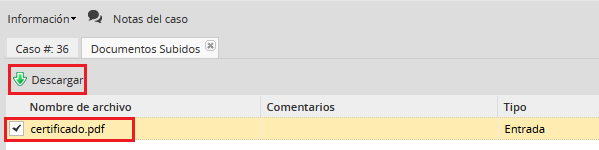 Información Notas del caso
Caso #: 36 Documentos Subidos
Descargar
Nombre de archivo Comentarios Tipo
certificado.pdf Entrada